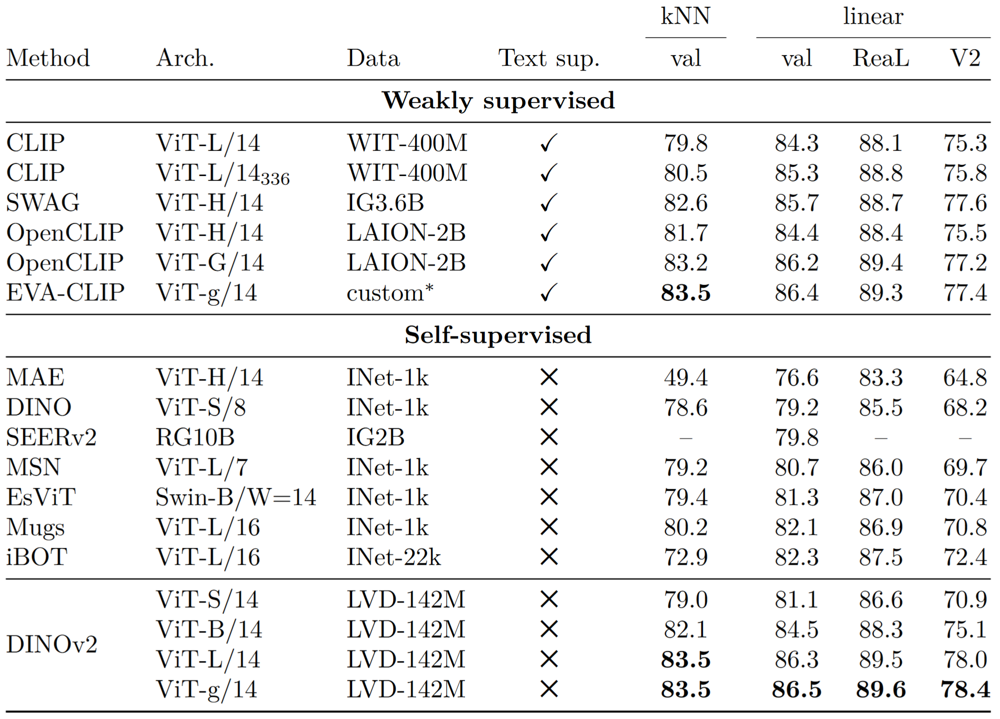 kNN linear
Method Arch. Data Text sup. val val ReaL V2
Weakly supervised
CLIP ViT-L/14 WIT-400M ✓ 79.8 84.3 88.1 75.3
CLIP ViT-L/14₃₃₆ WIT-400M ✓ 80.5 85.3 88.8 75.8
SWAG ViT-H/14 IG3.6B ✓ 82.6 85.7 88.7 77.6
OpenCLIP ViT-H/14 LAION-2B ✓ 81.7 84.4 88.4 75.5
OpenCLIP ViT-G/14 LAION-2B ✓ 83.2 86.2 89.4 77.2
EVA-CLIP ViT-g/14 custom* ✓ 83.5 86.4 89.3 77.4
Self-supervised
MAE ViT-H/14 INet-1k ✕ 49.4 76.6 83.3 64.8
DINO ViT-S/8 INet-1k ✕ 78.6 79.2 85.5 68.2
SEERv2 RG10B IG2B ✕ – 79.8 – –
MSN ViT-L/7 INet-1k ✕ 79.2 80.7 86.0 69.7
EsViT Swin-B/W=14 INet-1k ✕ 79.4 81.3 87.0 70.4
Mugs ViT-L/16 INet-1k ✕ 80.2 82.1 86.9 70.8
iBOT ViT-L/16 INet-22k ✕ 72.9 82.3 87.5 72.4
DINOv2
ViT-S/14 LVD-142M ✕ 79.0 81.1 86.6 70.9
ViT-B/14 LVD-142M ✕ 82.1 84.5 88.3 75.1
ViT-L/14 LVD-142M ✕ 83.5 86.3 89.5 78.0
ViT-g/14 LVD-142M ✕ 83.5 86.5 89.6 78.4